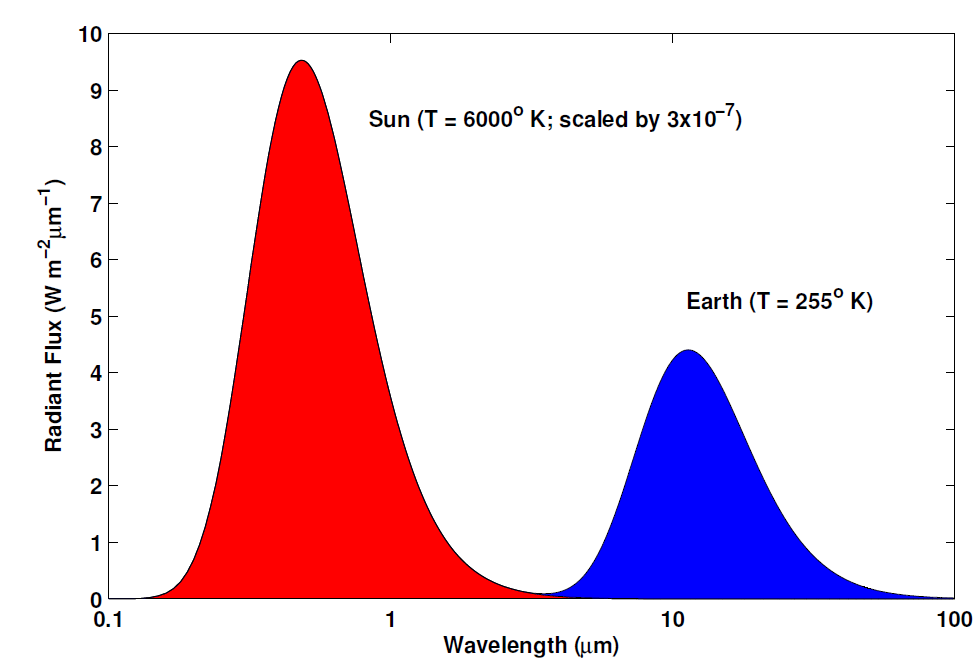 10
9
8
7
6
5
4
3
2
1
0
Radiant Flux (W m⁻²μm⁻¹)
Sun (T = 6000° K; scaled by 3x10⁻⁷)
Earth (T = 255° K)
0.1 1 10 100
Wavelength (μm)